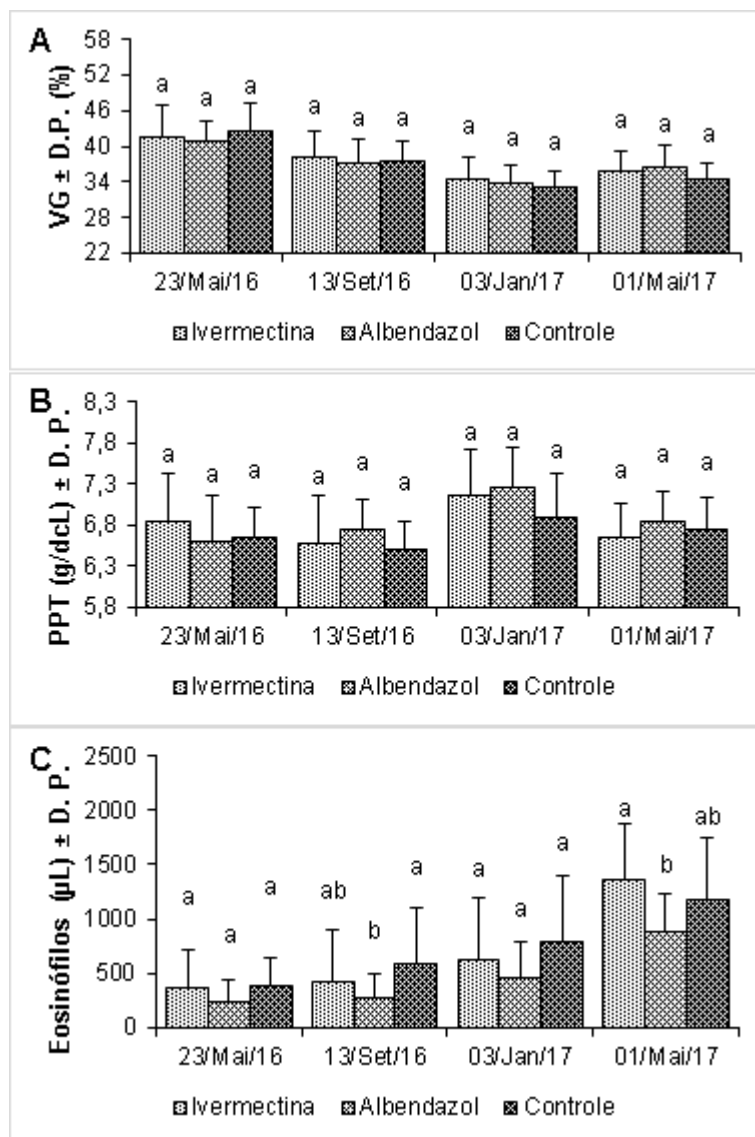 A
VG ± D.P. (%)
58
52
46
40
34
28
22
a a a a a a a a a a a a
23/Mai/16 13/Set/16 03/Jan/17 01/Mai/17
Ivermectina Albendazol Controle
B
PPT (g/dcL) ± D. P.
8,3
7,8
7,3
6,8
6,3
5,8
a a a a a a a a a a a a
23/Mai/16 13/Set/16 03/Jan/17 01/Mai/17
Ivermectina Albendazol Controle
C
Eosinófilos (µL) ± D. P.
2500
2000
1500
1000
500
0
a a a ab b a a a a a b ab
23/Mai/16 13/Set/16 03/Jan/17 01/Mai/17
Ivermectina Albendazol Controle